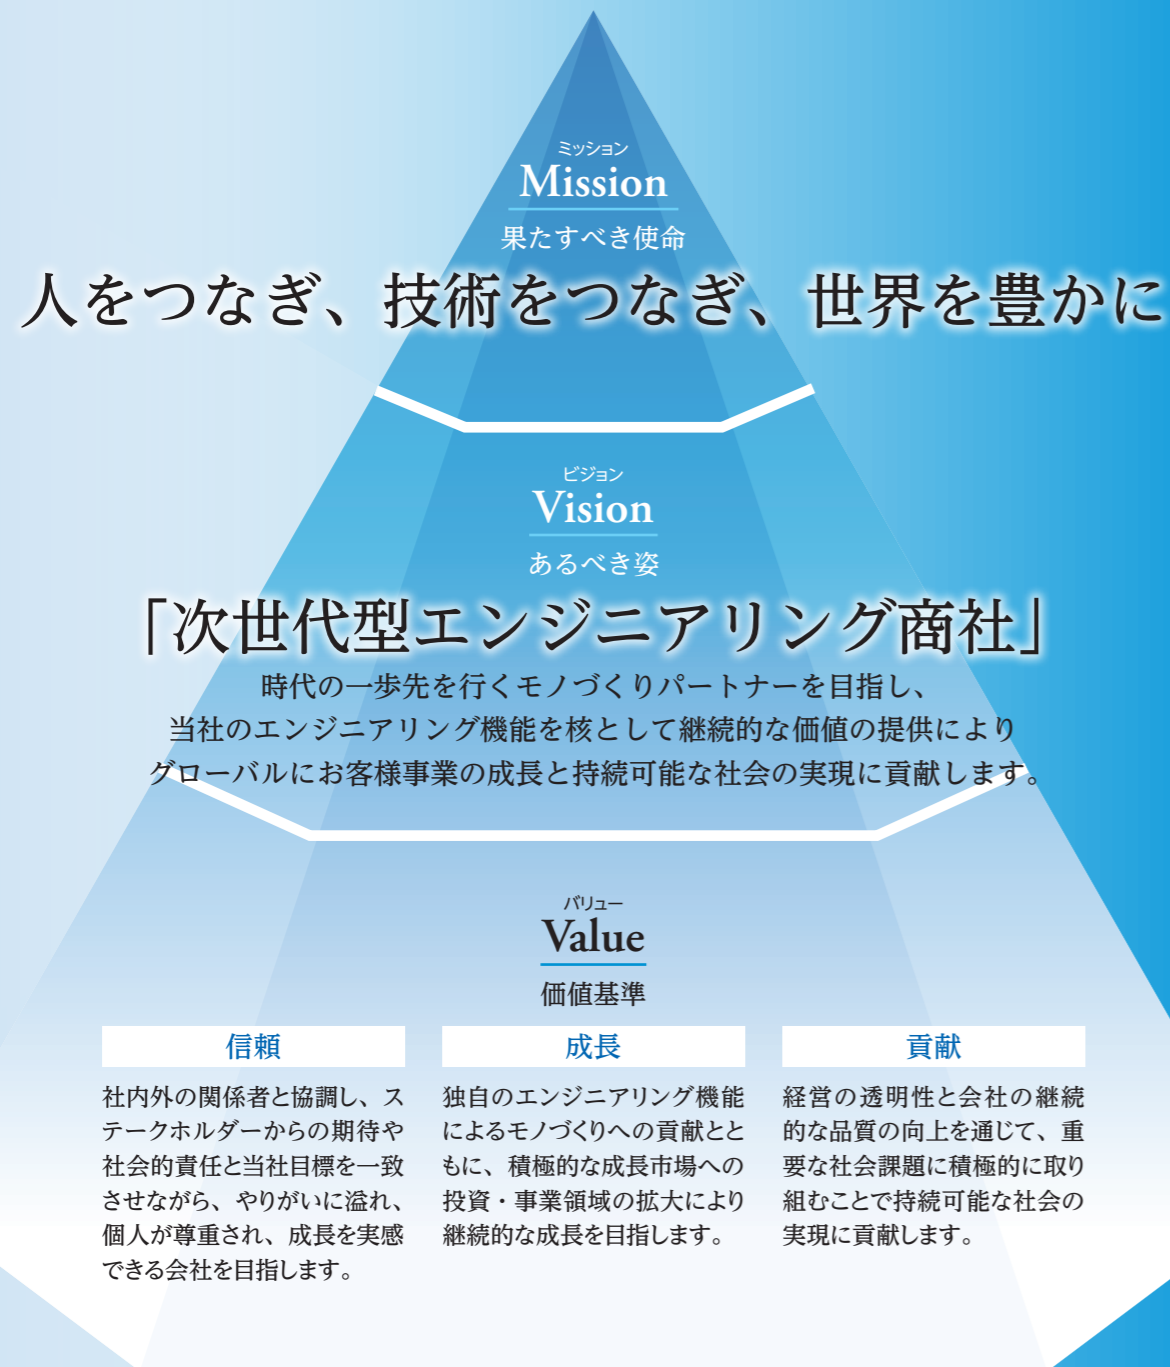 ミッション
Mission
果たすべき使命
人をつなぎ、技術をつなぎ、世界を豊かに
ビジョン
Vision
あるべき姿
「次世代型エンジニアリング商社」
時代の一歩先を行くモノづくりパートナーを目指し、
当社のエンジニアリング機能を核として継続的な価値の提供により
グローバルにお客様事業の成長と持続可能な社会の実現に貢献します。
バリュー
Value
価値基準
信頼
社内外の関係者と協調し、ス
テークホルダーからの期待や
社会的責任と当社目標を一致
させながら、やりがいに溢れ、
個人が尊重され、成長を実感
できる会社を目指します。
成長
独自のエンジニアリング機能
によるモノづくりへの貢献とと
もに、積極的な成長市場への
投資・事業領域の拡大により
継続的な成長を目指します。
貢献
経営の透明性と会社の継続
的な品質の向上を通じて、重
要な社会課題に積極的に取り
組むことで持続可能な社会の
実現に貢献します。